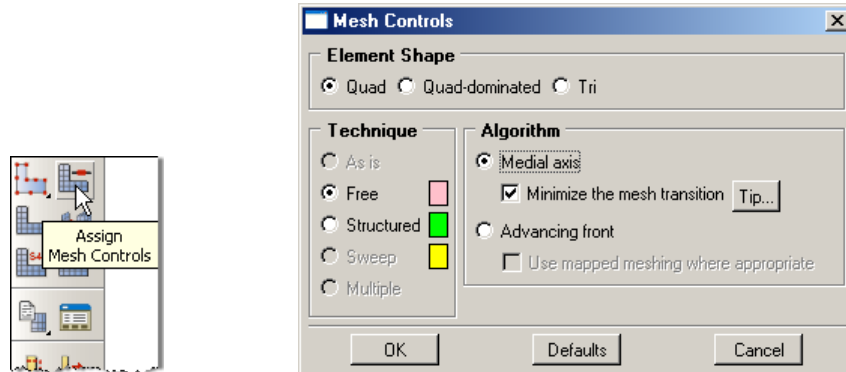 Assign
Mesh Controls
Mesh Controls
Element Shape
Quad Quad-dominated Tri
Technique
As is
Free
Structured
Sweep
Multiple
Algorithm
Medial axis
Minimize the mesh transition Tip...
Advancing front
Use mapped meshing where appropriate
OK Defaults Cancel